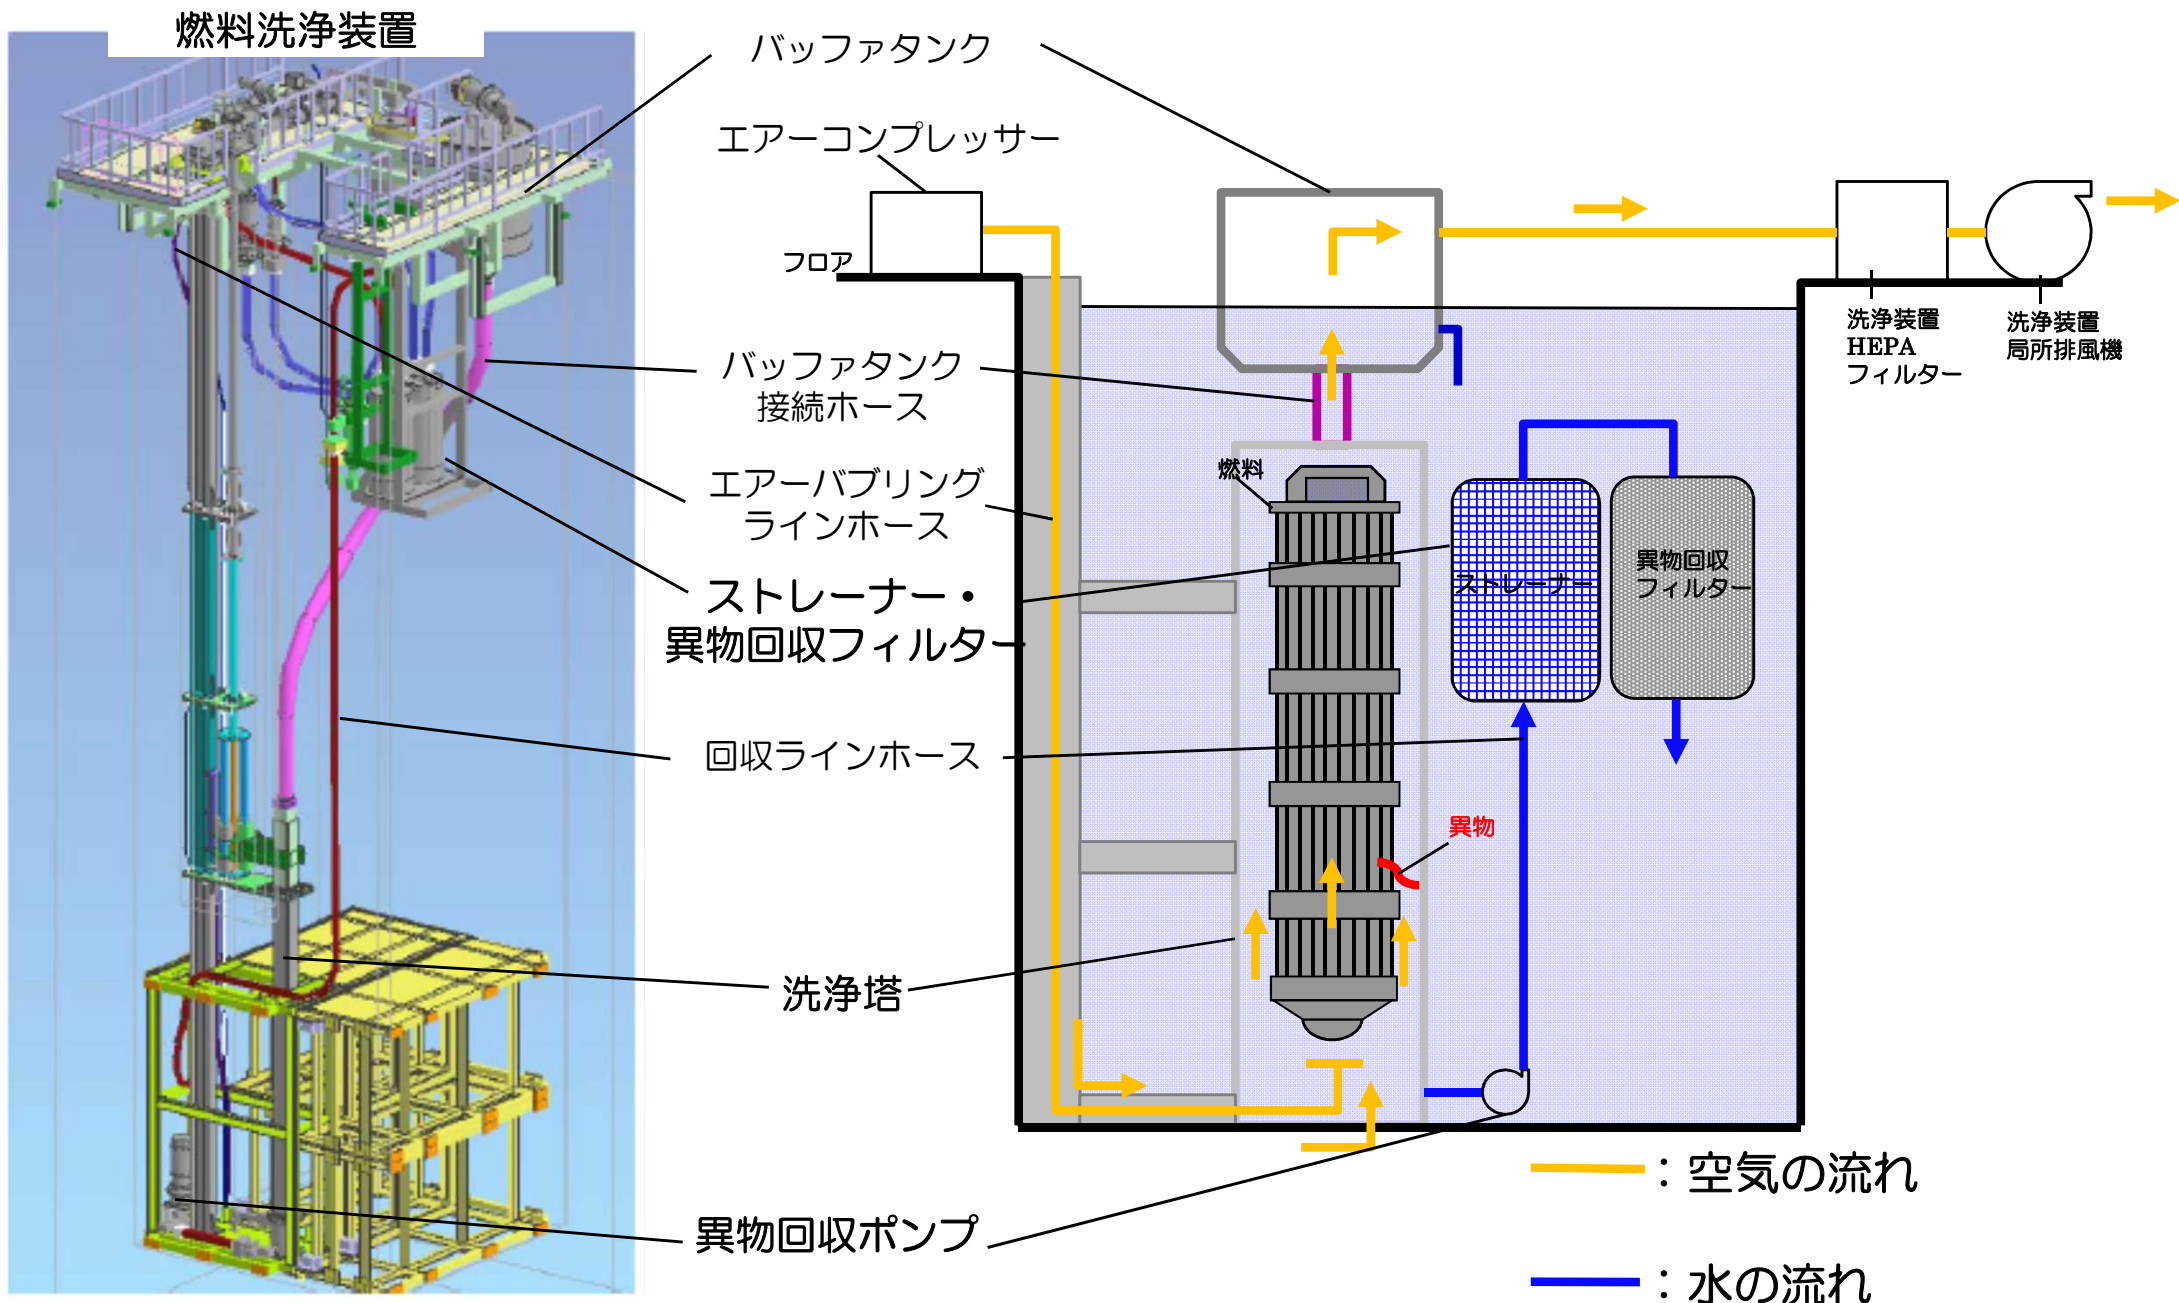 燃料洗浄装置
バッファタンク
エアーコンプレッサー
フロア
洗浄装置
HEPA
フィルター
洗浄装置
局所排風機
バッファタンク
接続ホース
エアーバブリング
ラインホース
ストレーナー・
異物回収フィルター
回収ラインホース
洗浄塔
異物回収ポンプ
燃料
ストレーナー
異物回収
フィルター
異物
：空気の流れ
：水の流れ